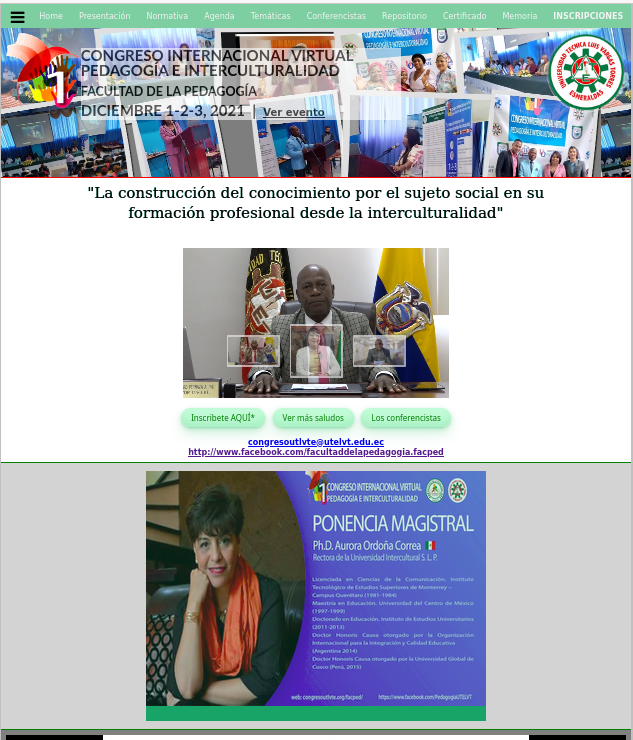 Home Presentación Normativa Agenda Temáticas Conferencistas Repositorio Certificado Memoria INSCRIPCIONES
CONGRESO INTERNACIONAL VIRTUAL
PEDAGOGÍA E INTERCULTURALIDAD
FACULTAD DE LA PEDAGOGÍA
DICIEMBRE 1-2-3, 2021 | Ver evento
UNIVERSIDAD TECNICA LUIS VARGAS TORRES
ESMERALDAS
"La construcción del conocimiento por el sujeto social en su
formación profesional desde la interculturalidad"
Inscríbete AQUÍ* Ver más saludos Los conferencistas
congresoutlvte@utelvt.edu.ec
http://www.facebook.com/facultaddelapedagogia.facped
1 CONGRESO INTERNACIONAL VIRTUAL
PEDAGOGÍA E INTERCULTURALIDAD
PONENCIA MAGISTRAL
Ph.D. Aurora Ordoña Correa
Rectora de la Universidad Intercultural S. L. P.
Licenciada en Ciencias de la Comunicación. Instituto
Tecnológico de Estudios Superiores de Monterrey –
Campus Querétaro (1981-1984)
Maestría en Educación. Universidad del Centro de México
(1997-1999)
Doctorado en Educación. Instituto de Estudios Universitarios
(2011-2013)
Doctor Honoris Causa otorgado por la Organización
Internacional para la Integración y Calidad Educativa
(Argentina 2014)
Doctor Honoris Causa otorgado por la Universidad Global de
Cusco (Perú, 2015)
web: congresoutlvte.org/facped/ https://www.facebook.com/PedagogiaUTELVT